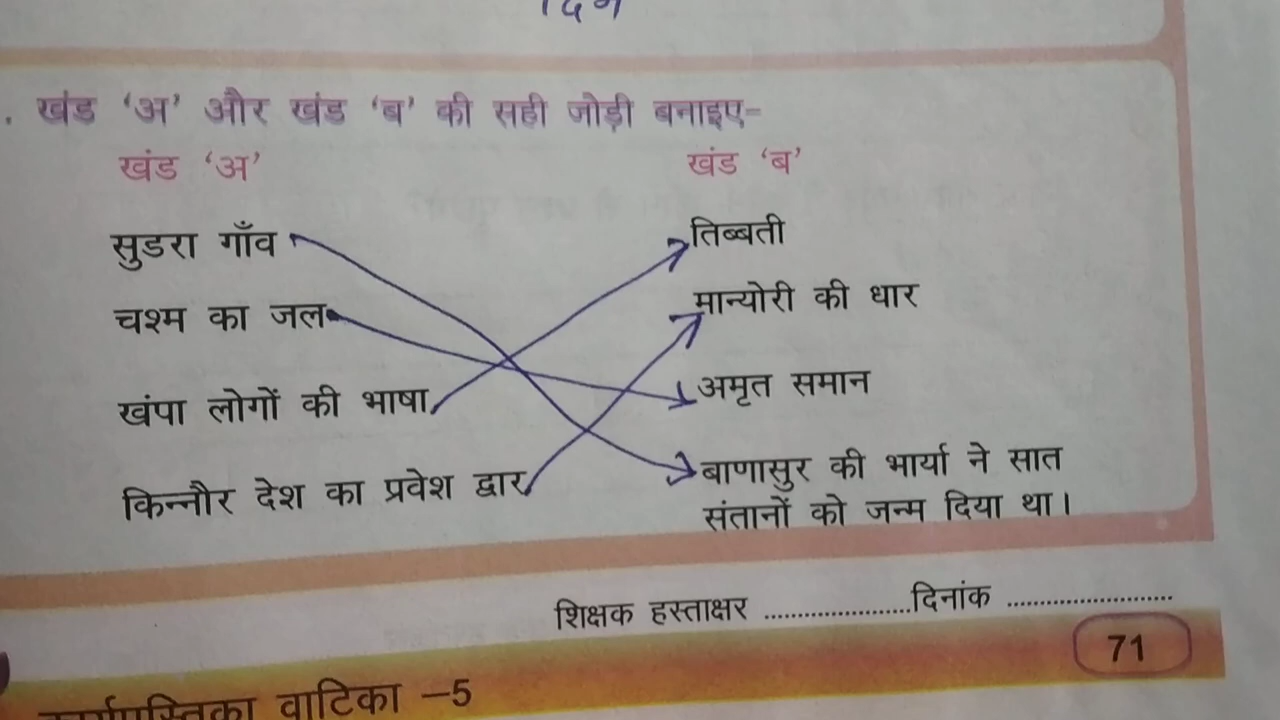 खंड 'अ' और खंड 'ब' की सही जोड़ी बनाइए-
खंड 'अ' खंड 'ब'
सुडरा गाँव तिब्बती
चश्म का जल मान्योरी की धार
खंपा लोगों की भाषा अमृत समान
किन्नौर देश का प्रवेश द्वार बाणासुर की भार्या ने सात
संतानों को जन्म दिया था।
शिक्षक हस्ताक्षर ......................दिनांक ........................
71
वाटिका –5